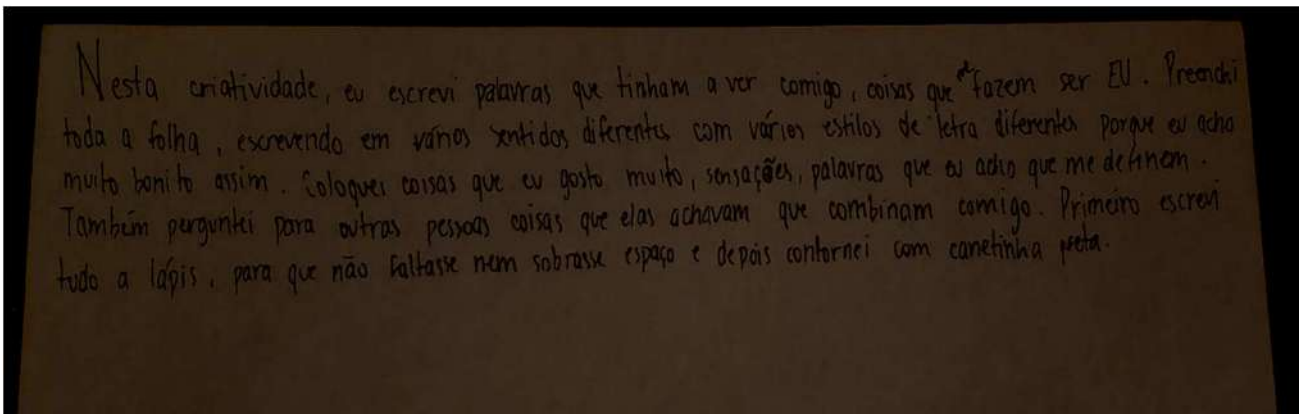 Nesta criatividade, eu escrevi palavras que tinham a ver comigo, coisas que me fazem ser EU. Preenchi
toda a folha, escrevendo em vários sentidos diferentes com vários estilos de letra diferentes porque eu acho
muito bonito assim. Coloquei coisas que eu gosto muito, sensações, palavras que eu acho que me definem.
Também perguntei para outras pessoas coisas que elas achavam que combinam comigo. Primeiro escrevi
tudo a lápis, para que não faltasse nem sobrasse espaço e depois contornei com canetinha preta.